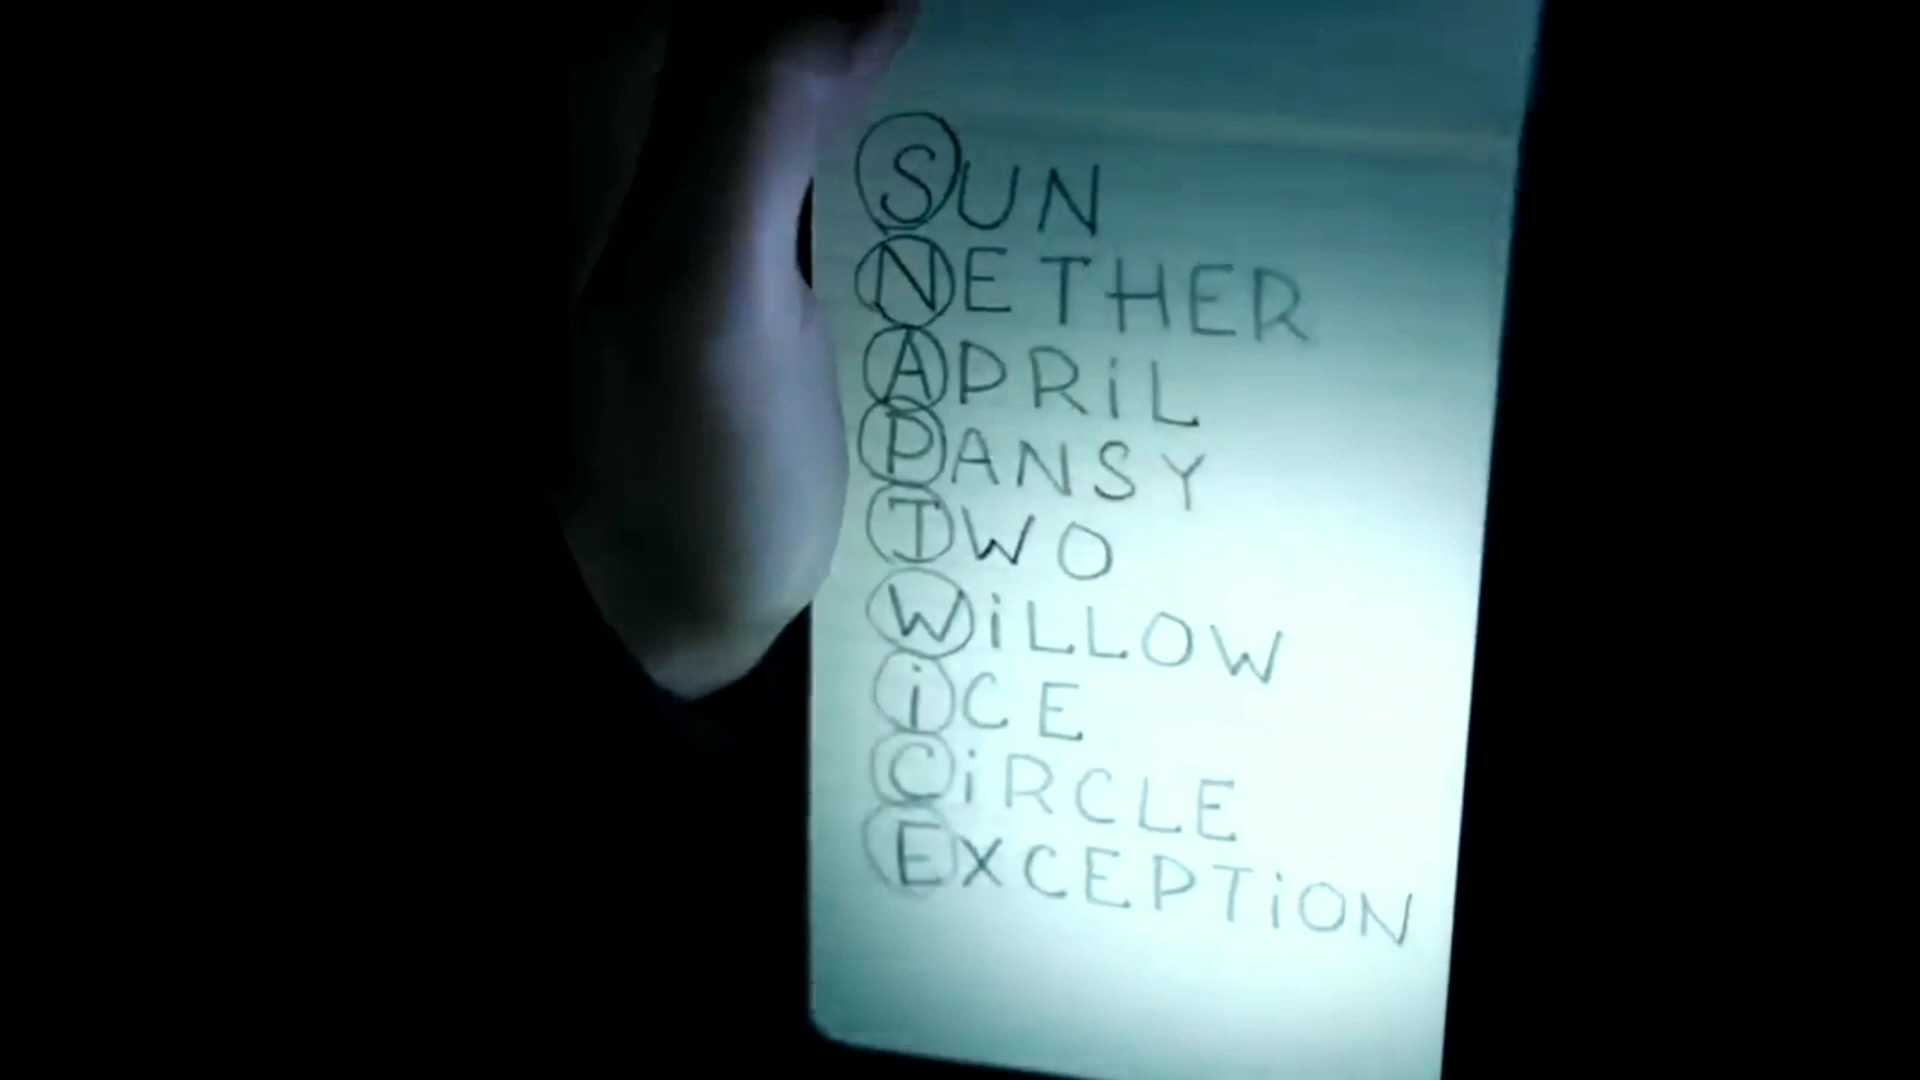 SUN
NETHER
APRiL
PANSY
TWO
WiLLOW
iCE
CiRCLE
EXCEPTiON